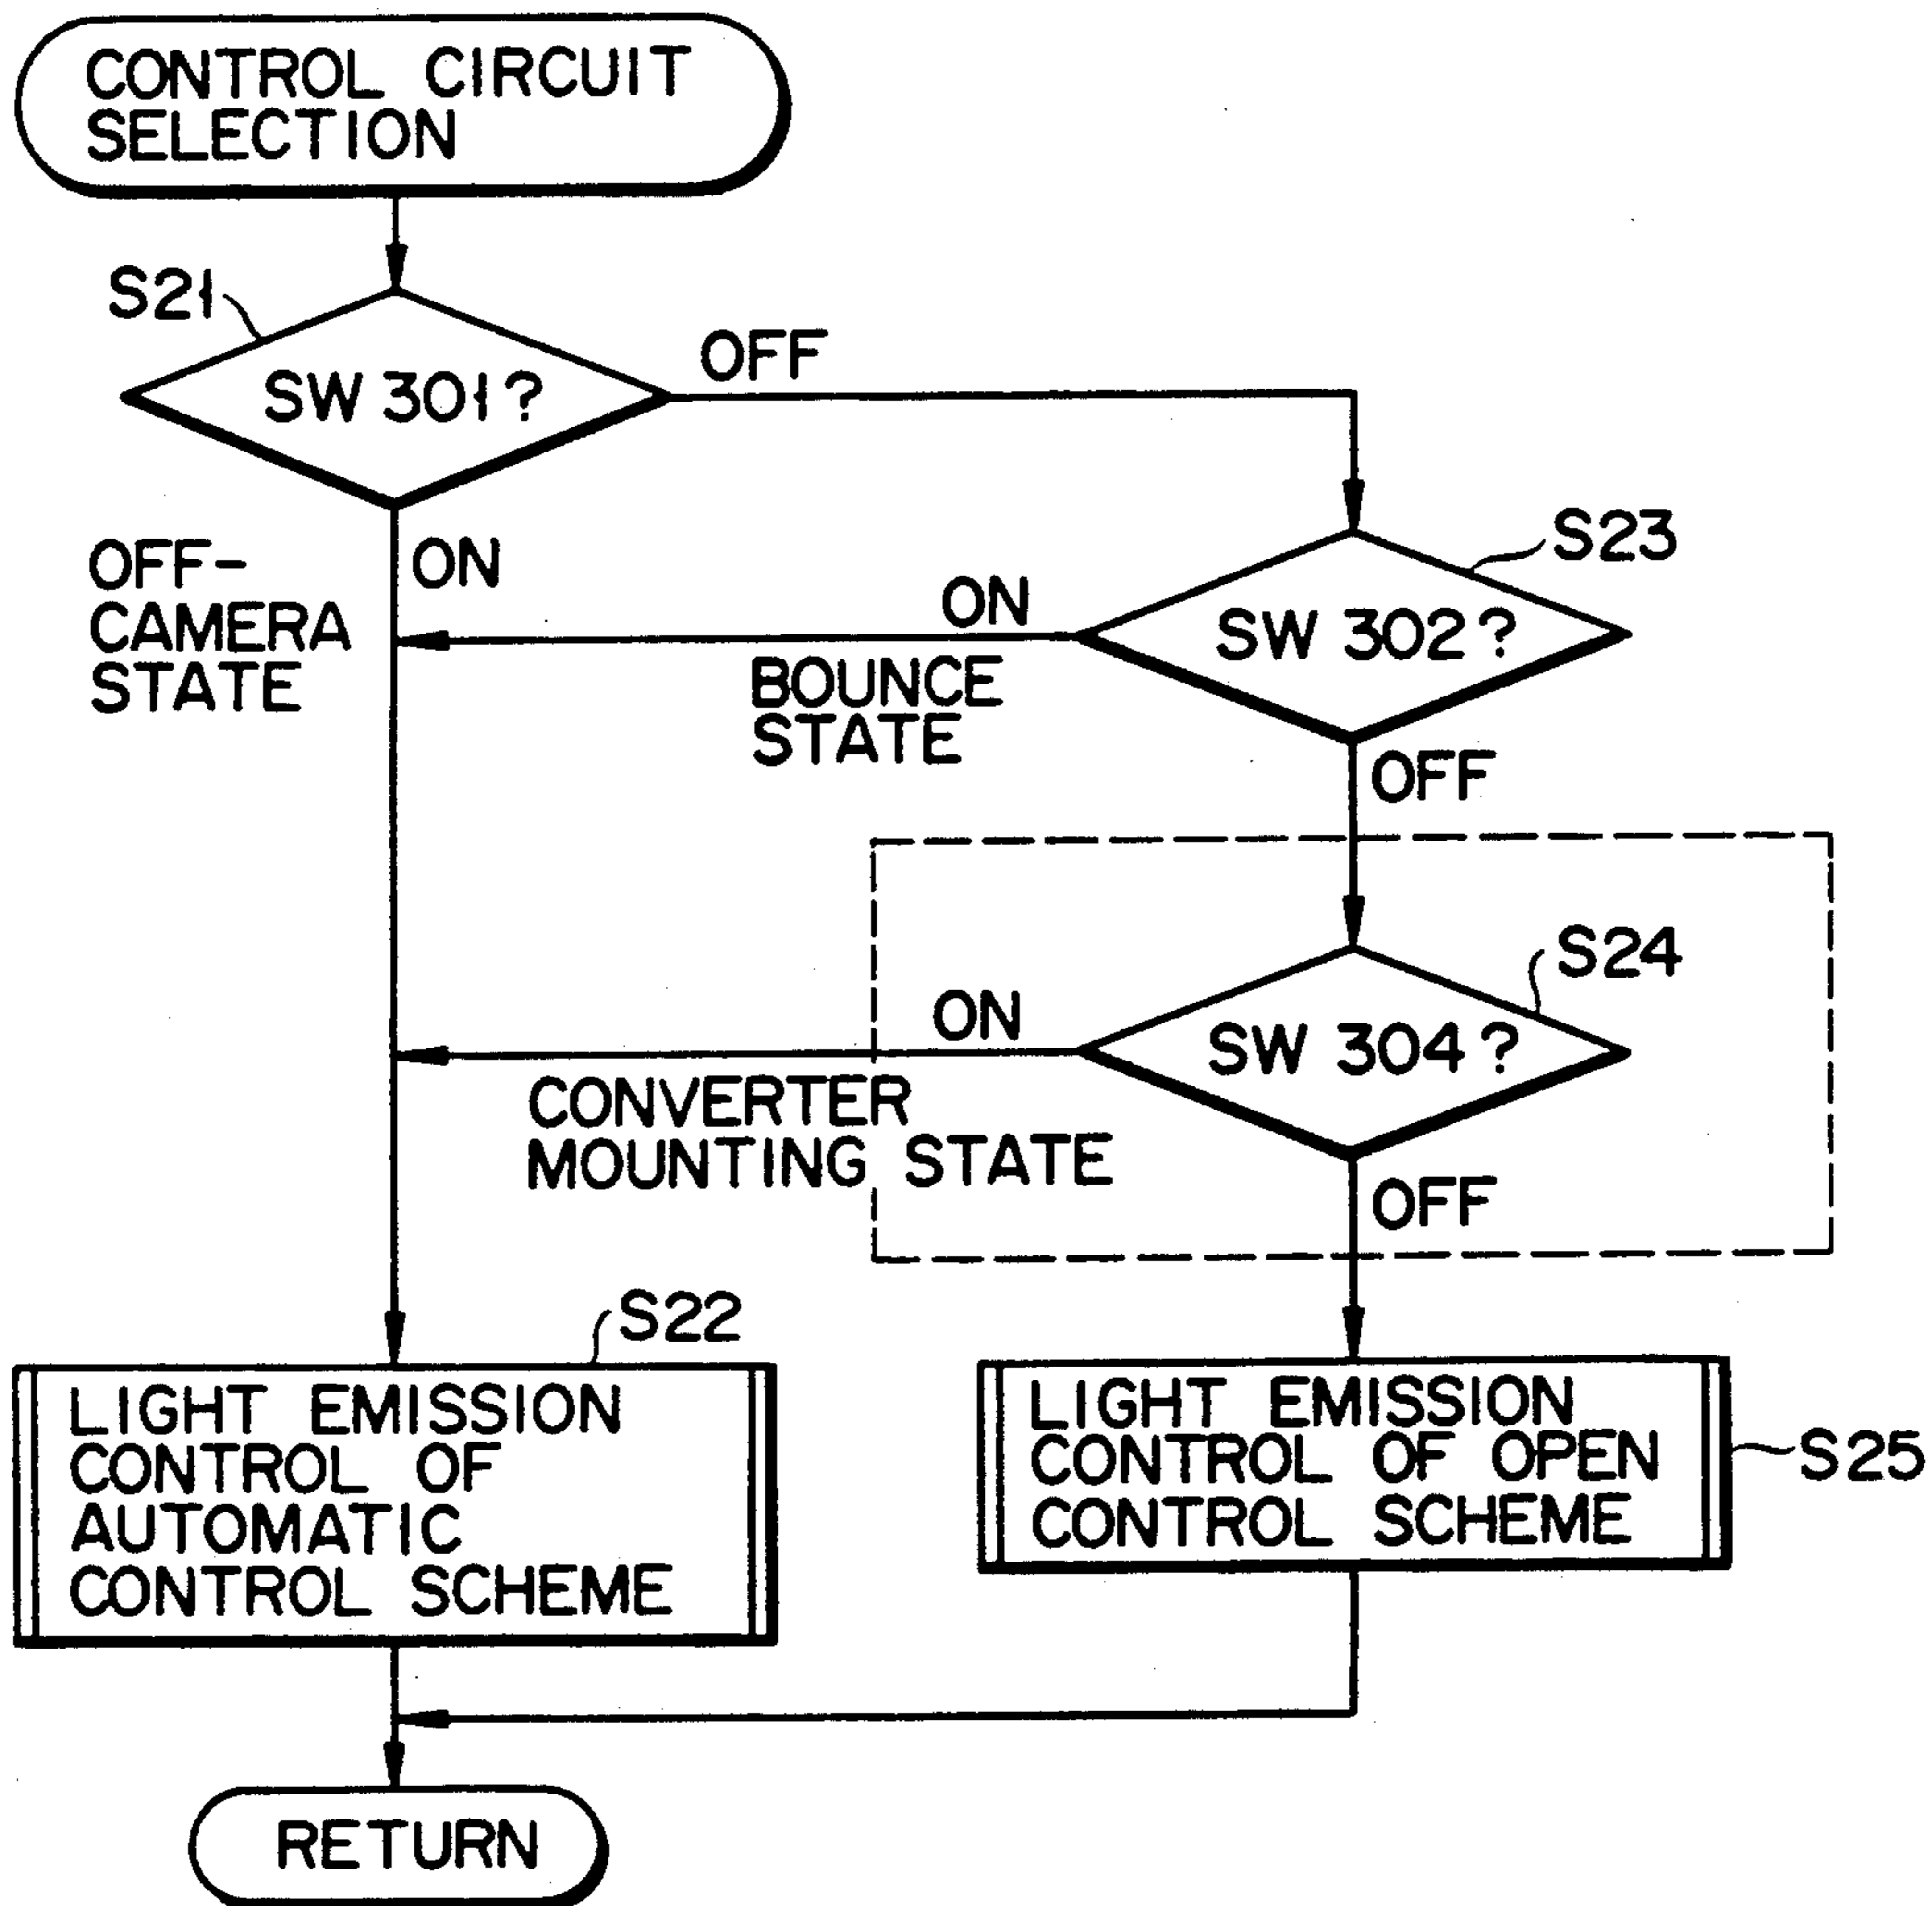 CONTROL CIRCUIT
SELECTION
S21
SW 301?
OFF
OFF-
CAMERA
STATE
ON
S23
SW 302?
ON
BOUNCE
STATE
OFF
S24
SW 304?
ON
CONVERTER
MOUNTING STATE
OFF
S22
LIGHT EMISSION
CONTROL OF
AUTOMATIC
CONTROL SCHEME
LIGHT EMISSION
CONTROL OF OPEN
CONTROL SCHEME
S25
RETURN